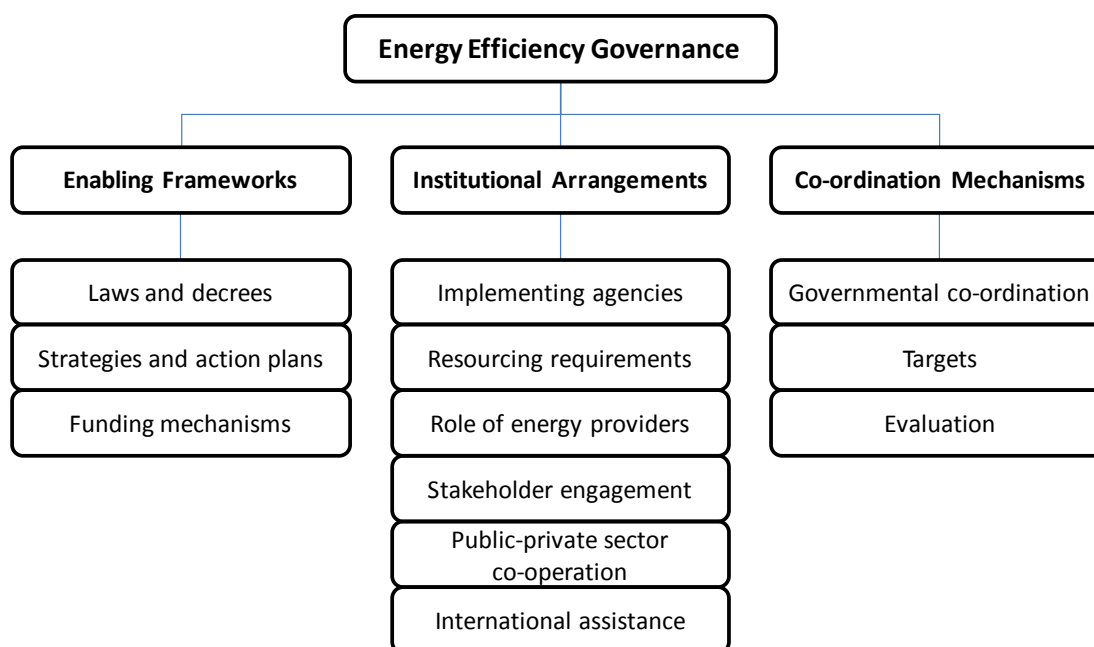 Energy Efficiency Governance
Enabling Frameworks
Laws and decrees
Strategies and action plans
Funding mechanisms
Institutional Arrangements
Implementing agencies
Resourcing requirements
Role of energy providers
Stakeholder engagement
Public-private sector
co-operation
International assistance
Co-ordination Mechanisms
Governmental co-ordination
Targets
Evaluation